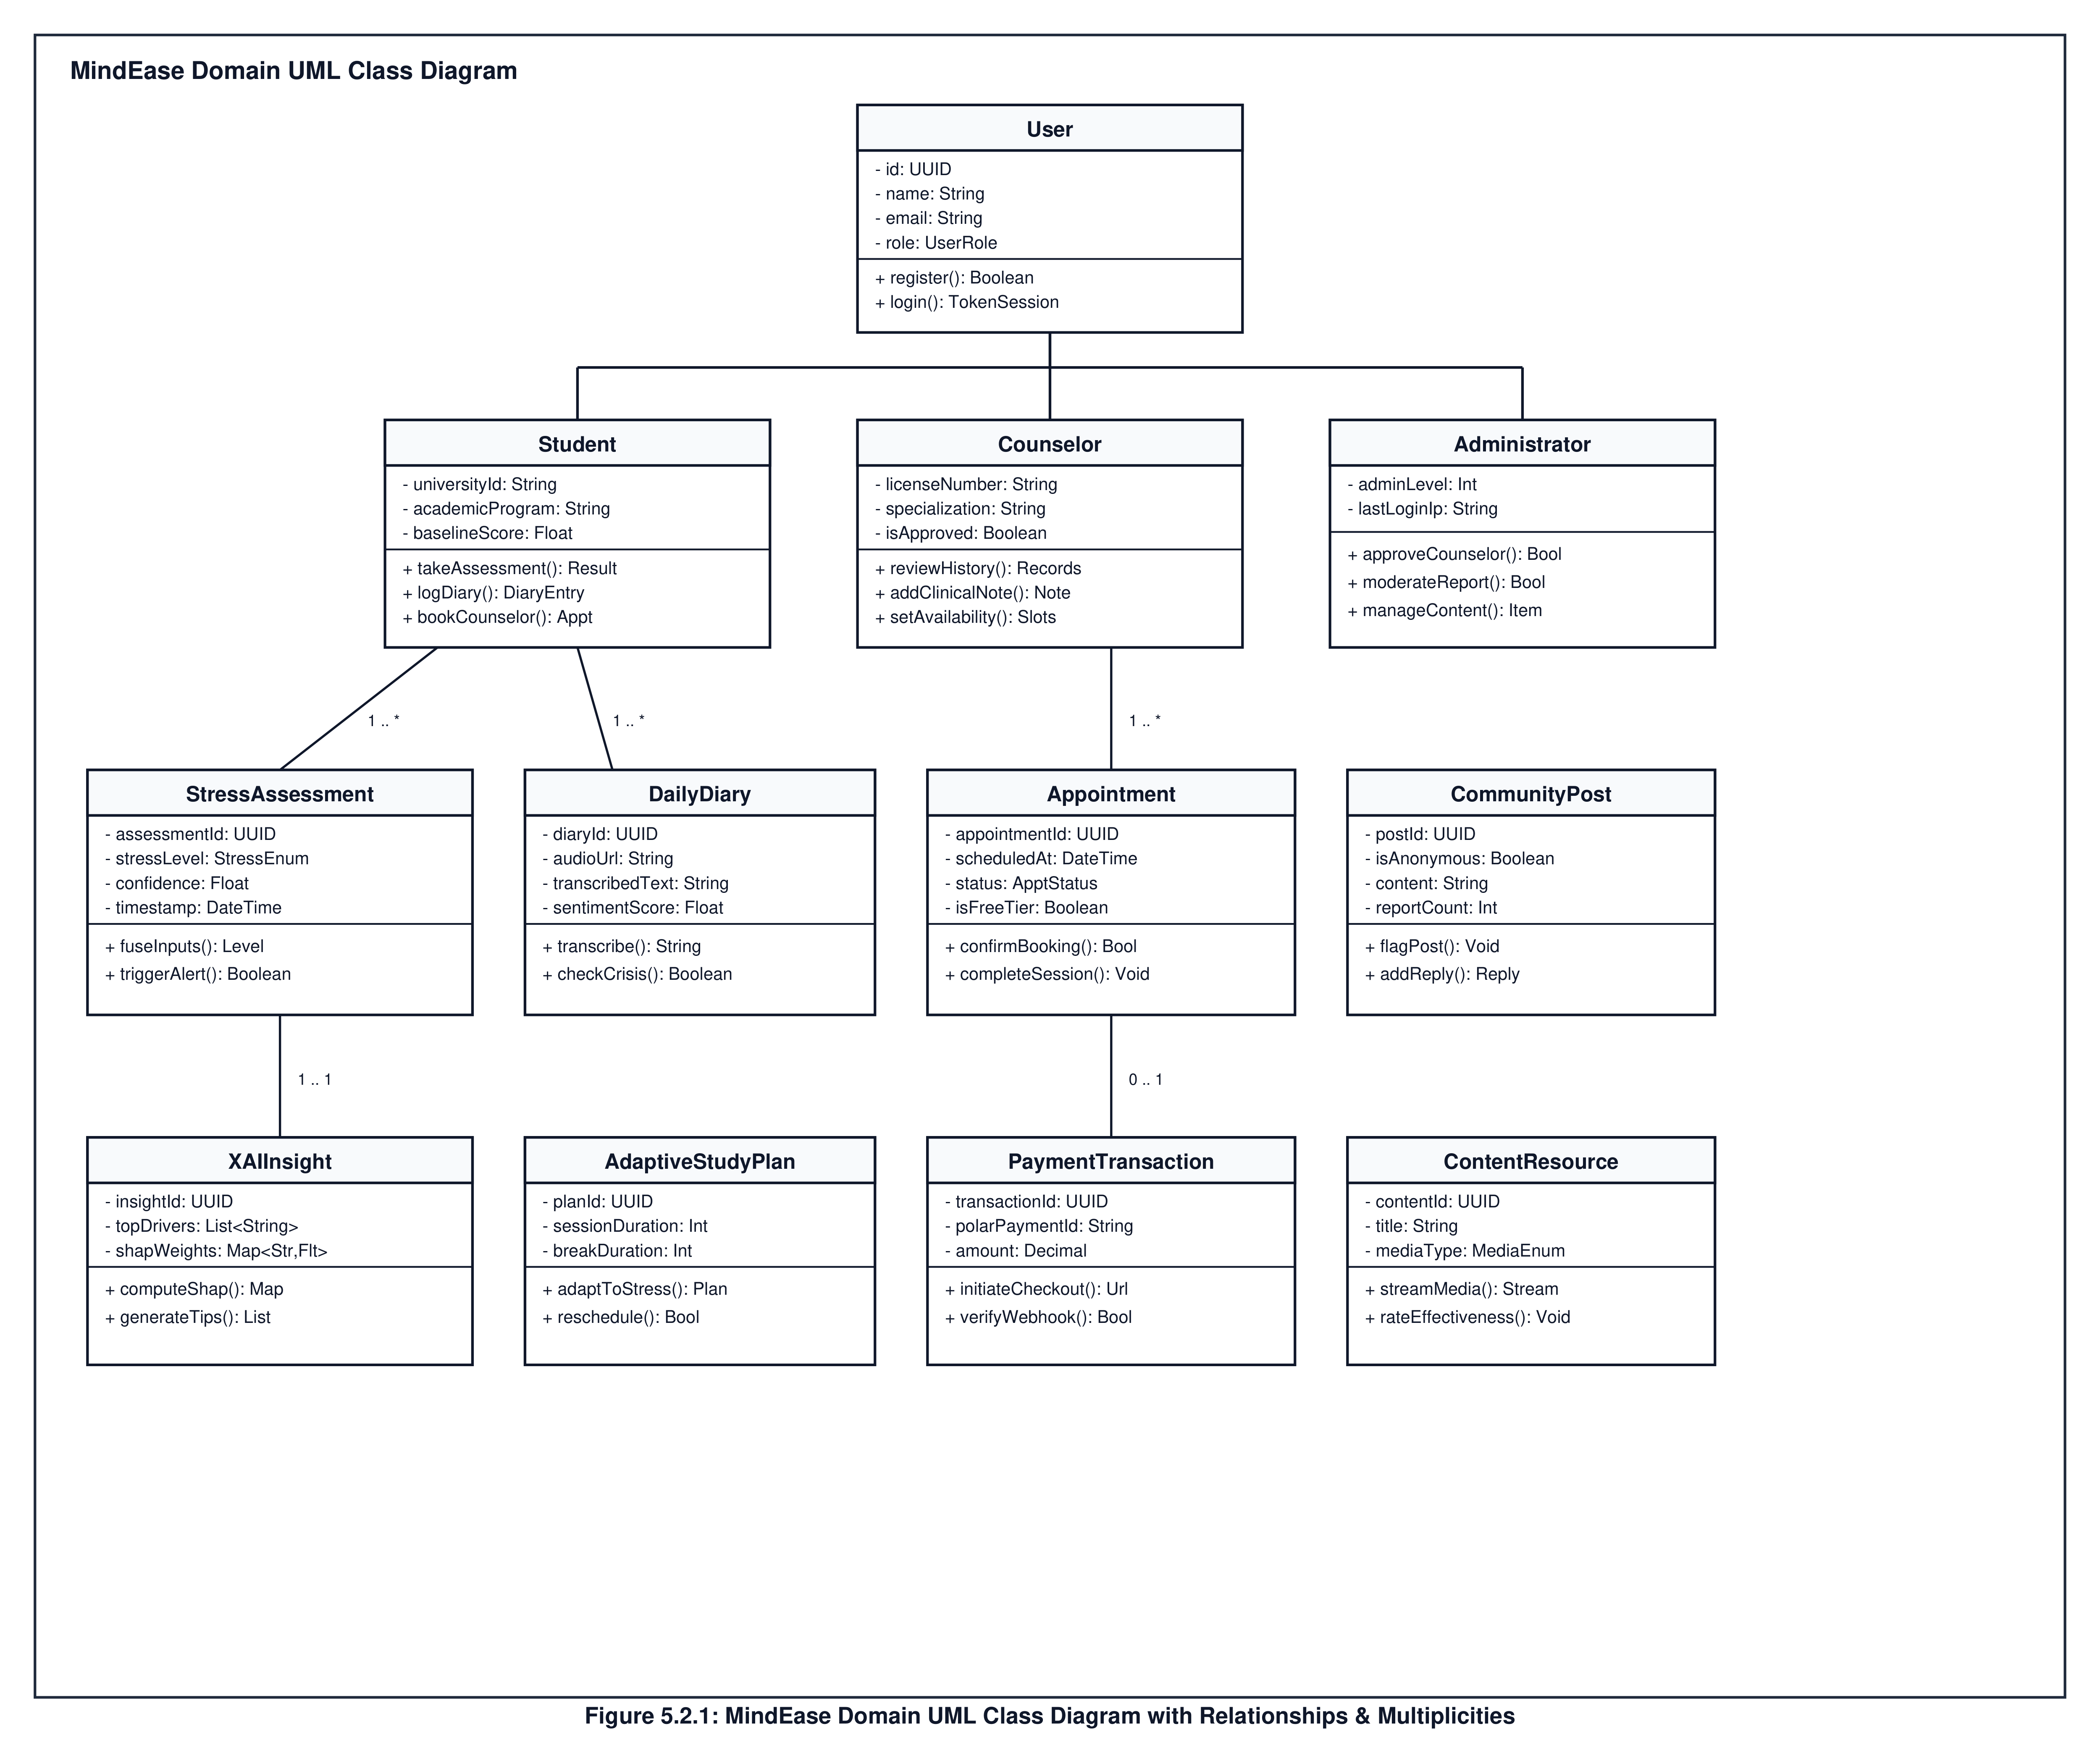 MindEase Domain UML Class Diagram
User
- id: UUID
- name: String
- email: String
- role: UserRole
+ register(): Boolean
+ login(): TokenSession
Student
- universityId: String
- academicProgram: String
- baselineScore: Float
+ takeAssessment(): Result
+ logDiary(): DiaryEntry
+ bookCounselor(): Appt
Counselor
- licenseNumber: String
- specialization: String
- isApproved: Boolean
+ reviewHistory(): Records
+ addClinicalNote(): Note
+ setAvailability(): Slots
Administrator
- adminLevel: Int
- lastLoginIp: String
+ approveCounselor(): Bool
+ moderateReport(): Bool
+ manageContent(): Item
1 .. *
1 .. *
1 .. *
StressAssessment
- assessmentId: UUID
- stressLevel: StressEnum
- confidence: Float
- timestamp: DateTime
+ fuseInputs(): Level
+ triggerAlert(): Boolean
DailyDiary
- diaryId: UUID
- audioUrl: String
- transcribedText: String
- sentimentScore: Float
+ transcribe(): String
+ checkCrisis(): Boolean
Appointment
- appointmentId: UUID
- scheduledAt: DateTime
- status: ApptStatus
- isFreeTier: Boolean
+ confirmBooking(): Bool
+ completeSession(): Void
CommunityPost
- postId: UUID
- isAnonymous: Boolean
- content: String
- reportCount: Int
+ flagPost(): Void
+ addReply(): Reply
1 .. 1
0 .. 1
XAIInsight
- insightId: UUID
- topDrivers: List<String>
- shapWeights: Map<Str,Flt>
+ computeShap(): Map
+ generateTips(): List
AdaptiveStudyPlan
- planId: UUID
- sessionDuration: Int
- breakDuration: Int
+ adaptToStress(): Plan
+ reschedule(): Bool
PaymentTransaction
- transactionId: UUID
- polarPaymentId: String
- amount: Decimal
+ initiateCheckout(): Url
+ verifyWebhook(): Bool
ContentResource
- contentId: UUID
- title: String
- mediaType: MediaEnum
+ streamMedia(): Stream
+ rateEffectiveness(): Void
Figure 5.2.1: MindEase Domain UML Class Diagram with Relationships & Multiplicities